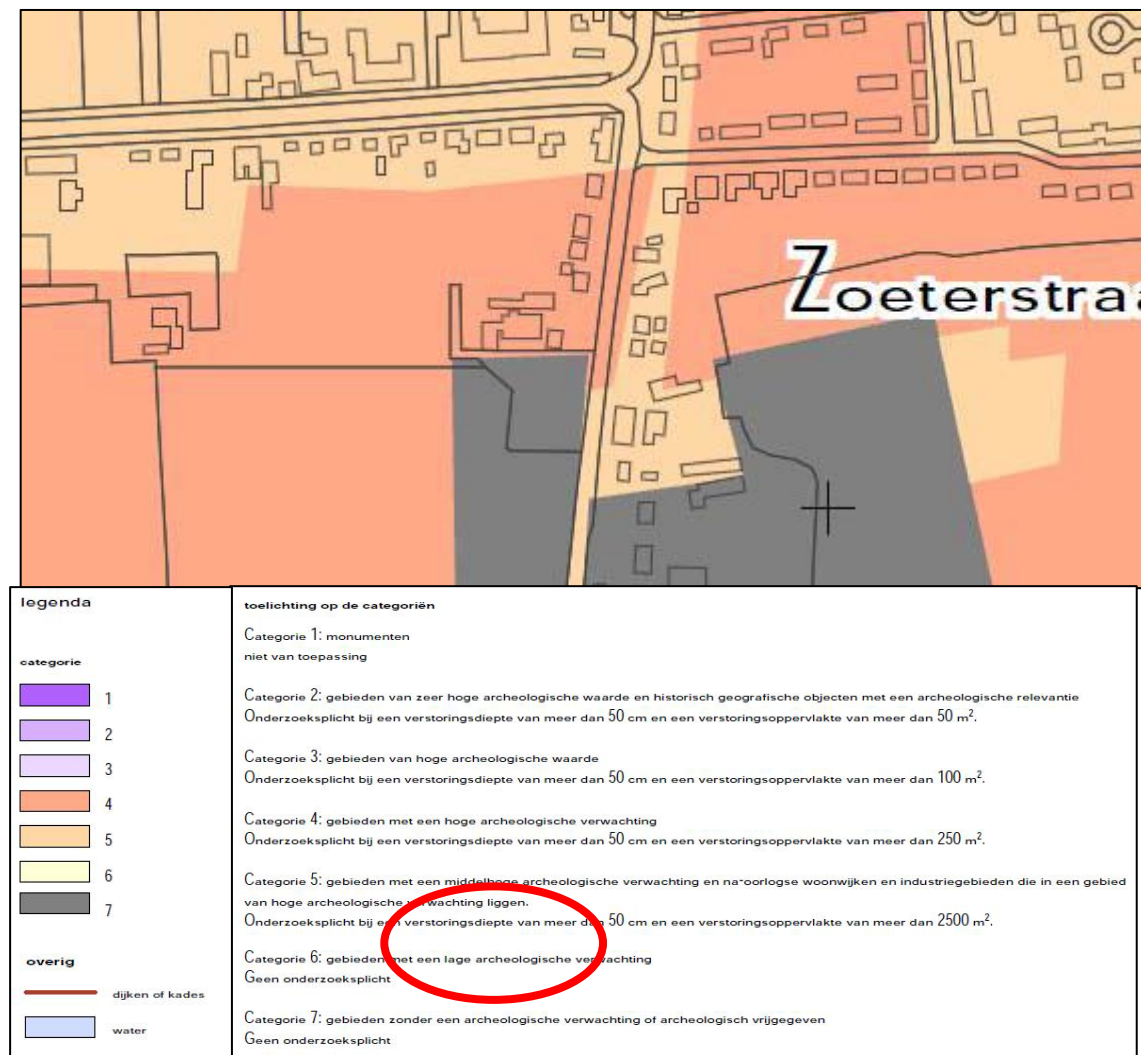 Zoeterstra
legenda
categorie
1
2
3
4
5
6
7
overig
dijken of kades
water
toelichting op de categoriën
Categorie 1: monumenten
niet van toepassing
Categorie 2: gebieden van zeer hoge archeologische waarde en historisch geografische objecten met een archeologische relevantie
Onderzoeksplicht bij een verstoringsdiepte van meer dan 50 cm en een verstoringsoppervlakte van meer dan 50 m².
Categorie 3: gebieden van hoge archeologische waarde
Onderzoeksplicht bij een verstoringsdiepte van meer dan 50 cm en een verstoringsoppervlakte van meer dan 100 m².
Categorie 4: gebieden met een hoge archeologische verwachting
Onderzoeksplicht bij een verstoringsdiepte van meer dan 50 cm en een verstoringsoppervlakte van meer dan 250 m².
Categorie 5: gebieden met een middelhoge archeologische verwachting en na-oorlogse woonwijken en industriegebieden die in een gebied
van hoge archeologische verwachting liggen.
Onderzoeksplicht bij een verstoringsdiepte van meer dan 50 cm en een verstoringsoppervlakte van meer dan 2500 m².
Categorie 6: gebieden met een lage archeologische verwachting
Geen onderzoeksplicht
Categorie 7: gebieden zonder een archeologische verwachting of archeologisch vrijgegeven
Geen onderzoeksplicht